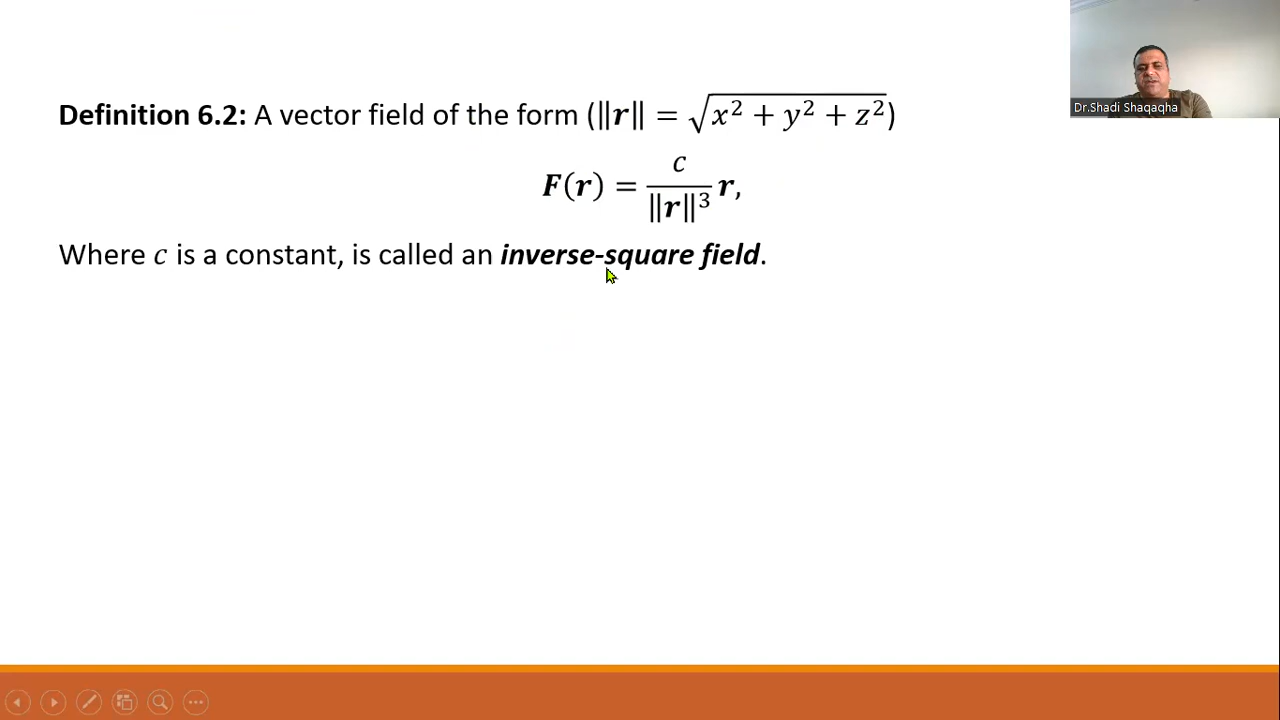 Dr.Shadi Shaqaqha
Definition 6.2: A vector field of the form (‖r‖ = √(x² + y² + z²))
F(r) = c/‖r‖³ r,
Where c is a constant, is called an inverse-square field.